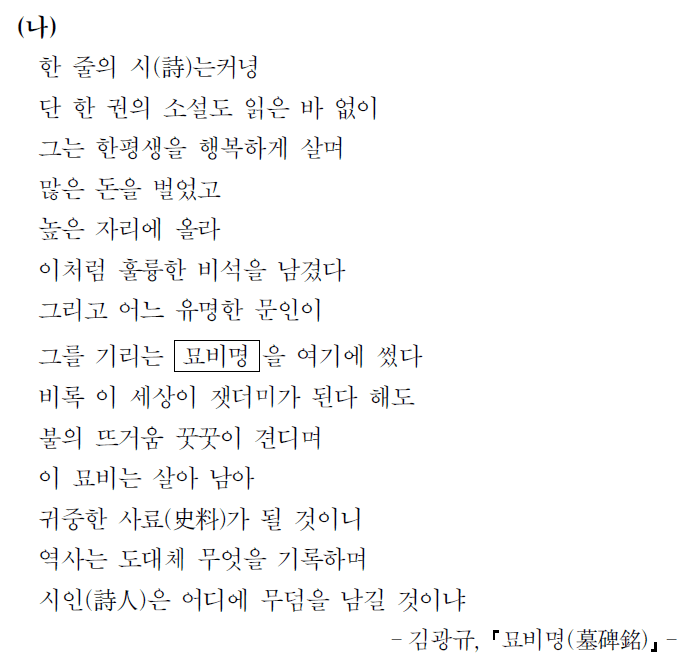 (나)
한 줄의 시(詩)는커녕
단 한 권의 소설도 읽은 바 없이
그는 한평생을 행복하게 살며
많은 돈을 벌었고
높은 자리에 올라
이처럼 훌륭한 비석을 남겼다
그리고 어느 유명한 문인이
그를 기리는 묘비명을 여기에 썼다
비록 이 세상이 잿더미가 된다 해도
불의 뜨거움 꿋꿋이 견디며
이 묘비는 살아 남아
귀중한 사료(史料)가 될 것이니
역사는 도대체 무엇을 기록하며
시인(詩人)은 어디에 무덤을 남길 것이냐
- 김광규, 『묘비명(墓碑銘)』 -